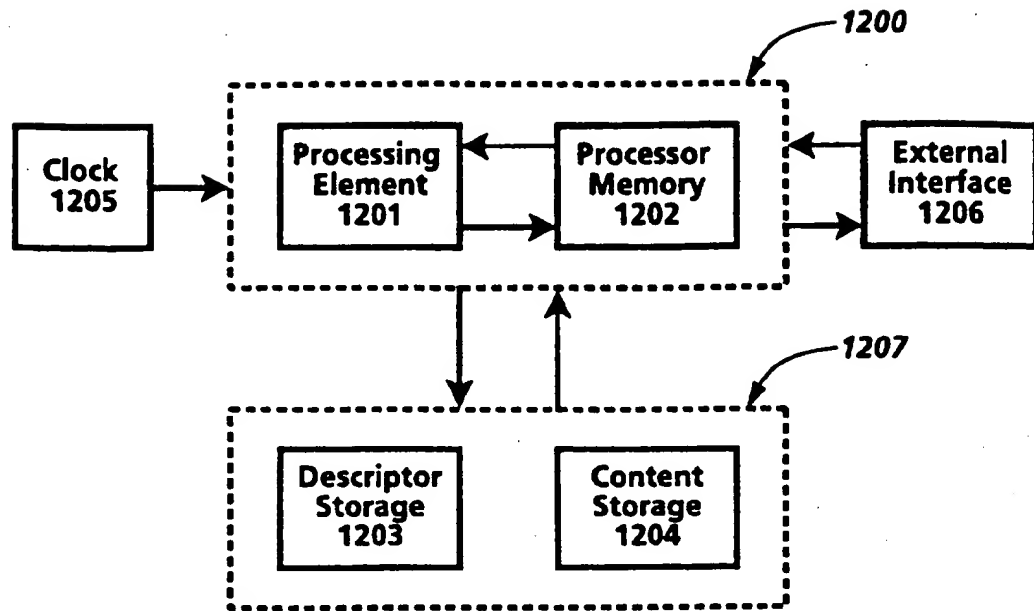 1200
Clock
1205
Processing
Element
1201
Processor
Memory
1202
External
Interface
1206
1207
Descriptor
Storage
1203
Content
Storage
1204